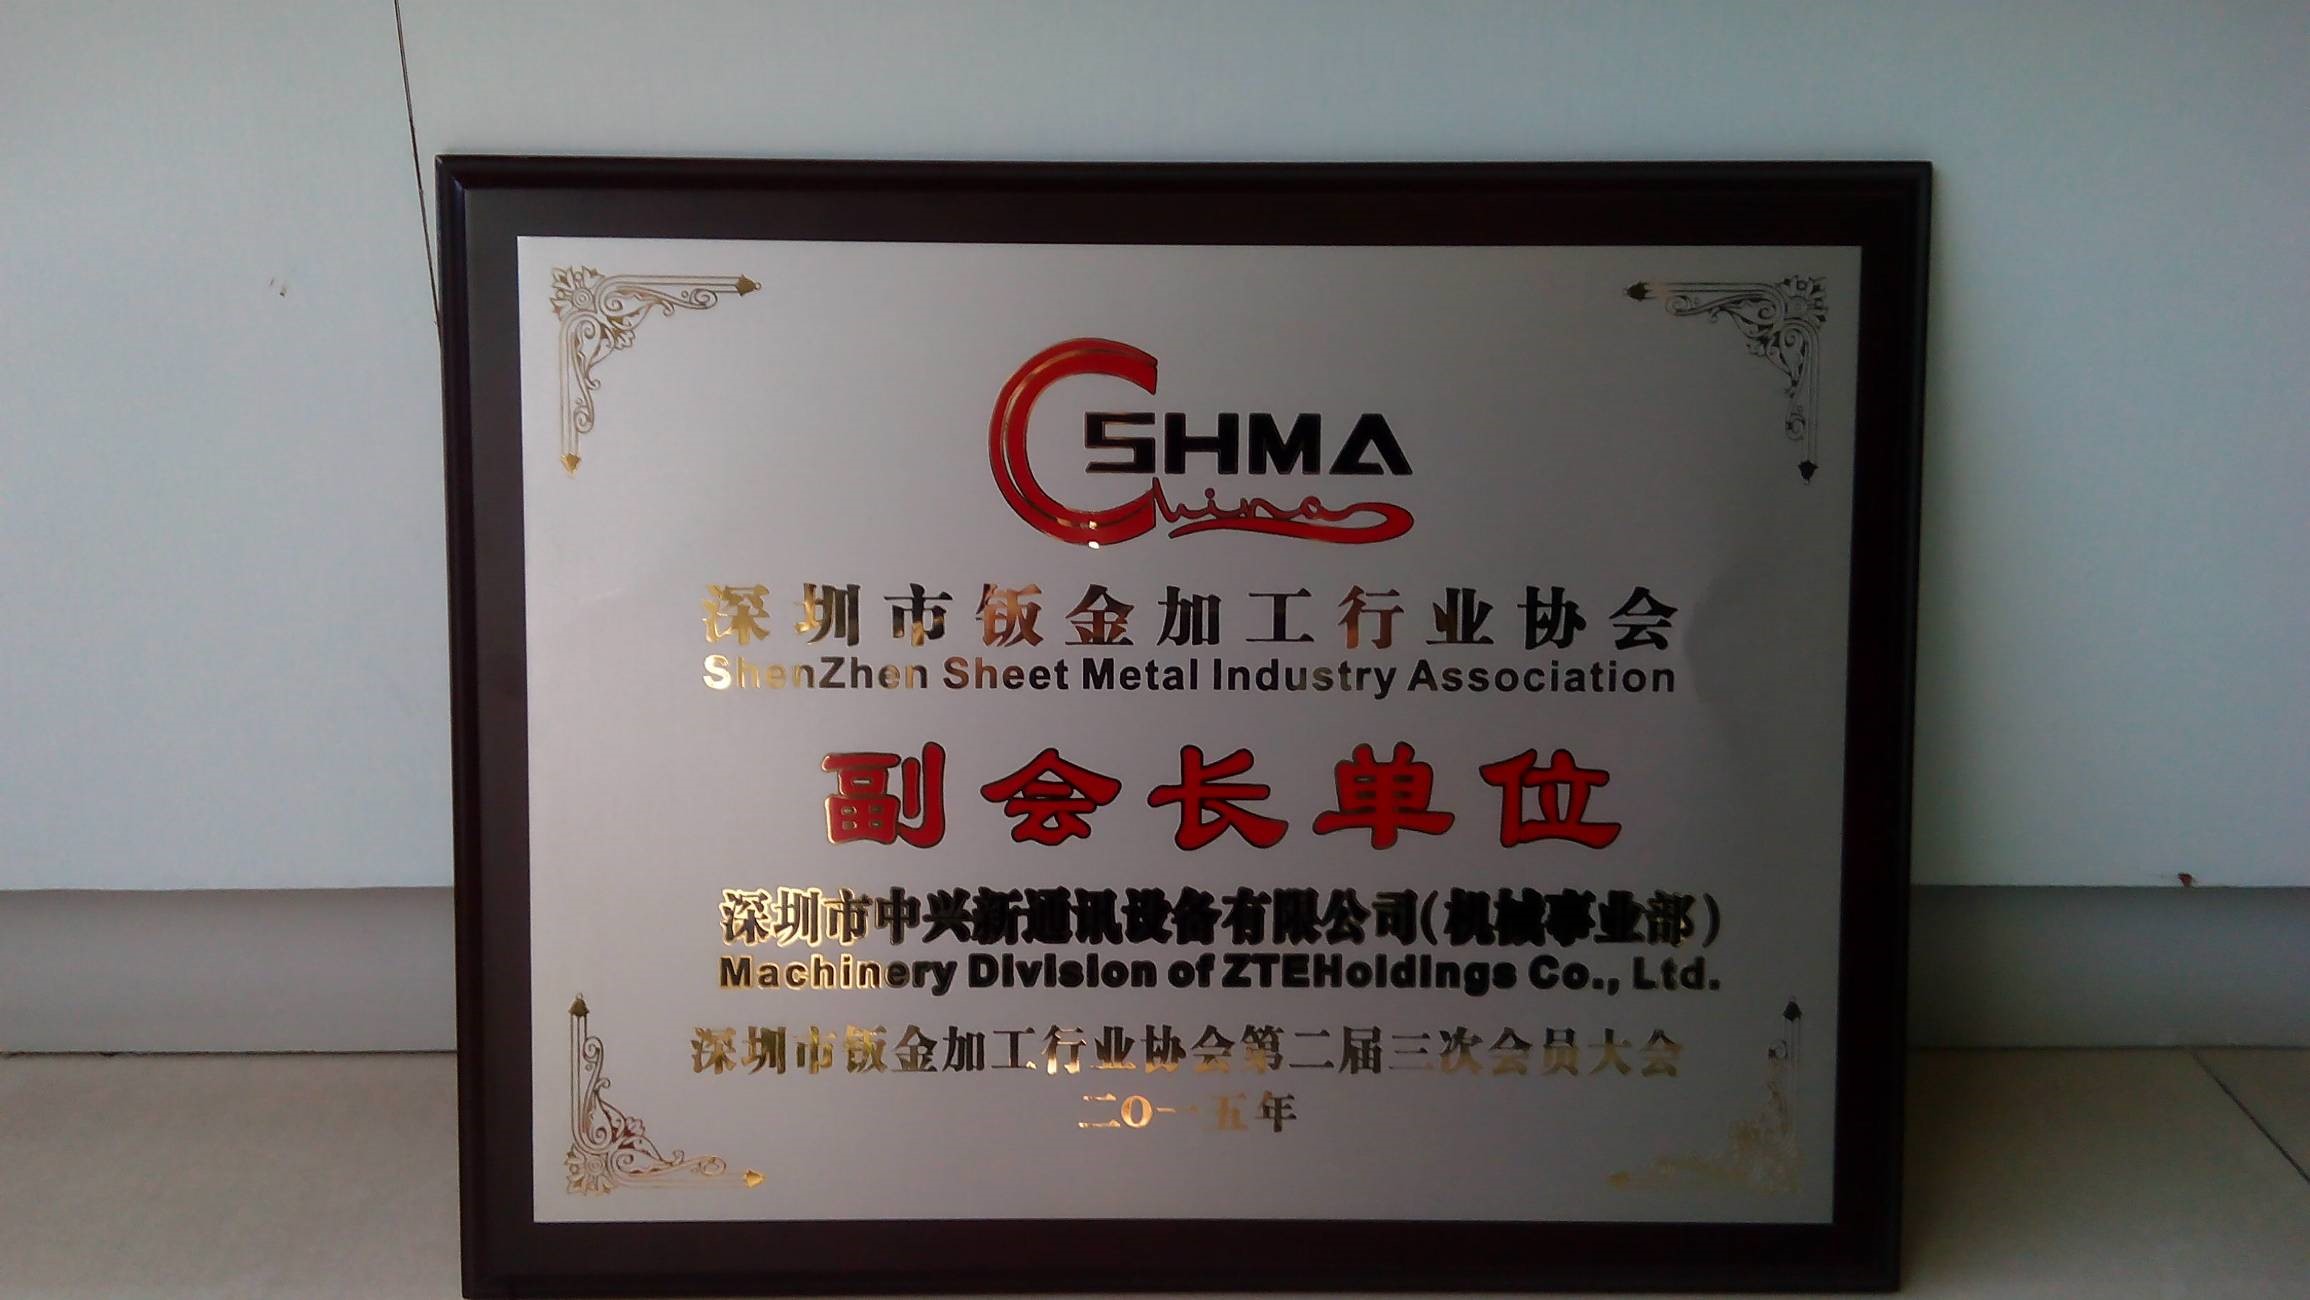 SHMA
China
深圳市钣金加工行业协会
ShenZhen Sheet Metal Industry Association
副会长单位
深圳市中兴新通讯设备有限公司(机械事业部)
Machinery Division of ZTEHoldings Co., Ltd.
深圳市钣金加工行业协会第二届三次会员大会
二O一五年